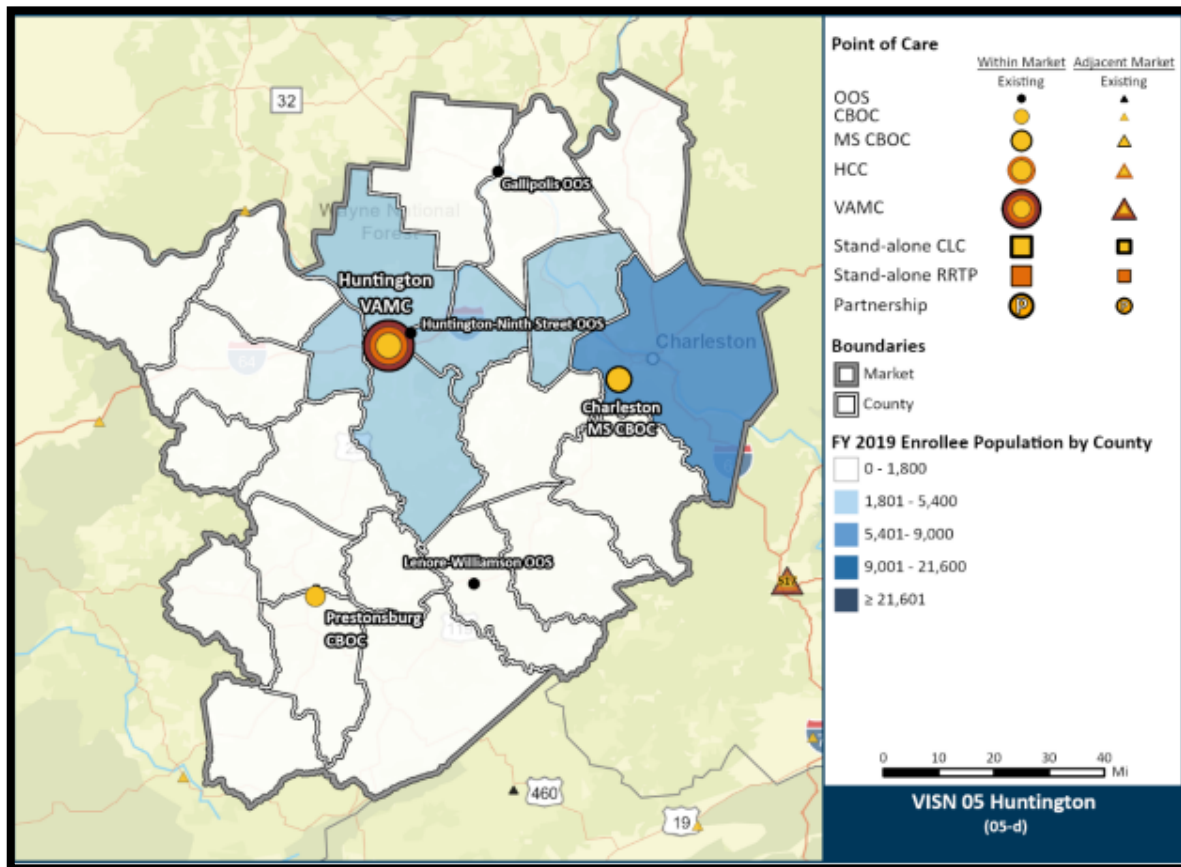 32
Gallipolis OOS
Wayne National
Forest
Huntington
VAMC
Huntington-Ninth Street OOS
64
Charleston
Charleston
MS CBOC
23
Lenore-Williamson OOS
517
Prestonsburg
CBOC
119
460
19
Point of Care
Within Market
Adjacent Market
Existing
Existing
OOS
CBOC
MS CBOC
HCC
VAMC
Stand-alone CLC
Stand-alone RRTP
Partnership
P
P
Boundaries
Market
County
FY 2019 Enrollee Population by County
0 - 1,800
1,801 - 5,400
5,401- 9,000
9,001 - 21,600
≥ 21,601
0 10 20 30 40
Mi
VISN 05 Huntington
(05-d)